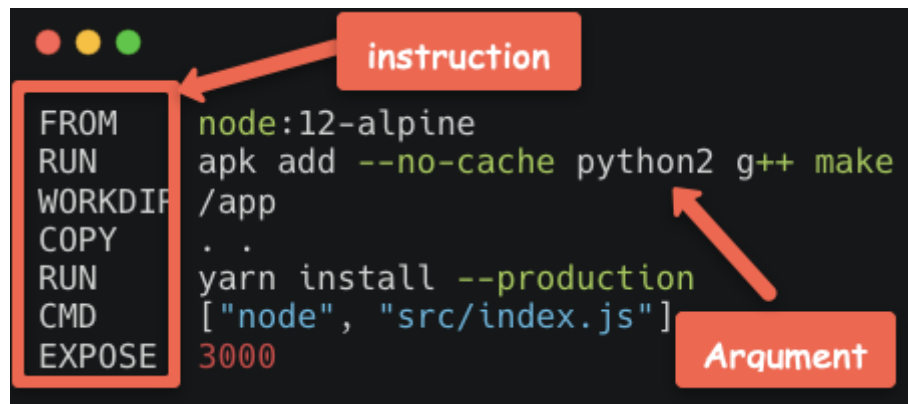 instruction
FROM node:12-alpine
RUN apk add --no-cache python2 g++ make
WORKDIR /app
COPY . .
RUN yarn install --production
CMD ["node", "src/index.js"]
EXPOSE 3000
Argument